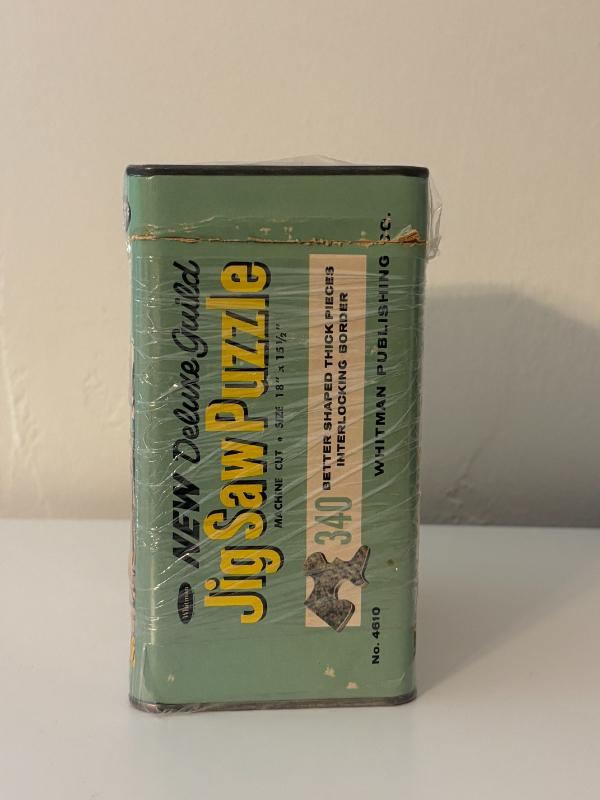 Whitman
NEW Deluxe Guild
Jig Saw Puzzle
MACHINE CUT • SIZE 18" x 15½"
340
BETTER SHAPED THICK PIECES
INTERLOCKING BORDER
WHITMAN PUBLISHING CO.
No. 4610